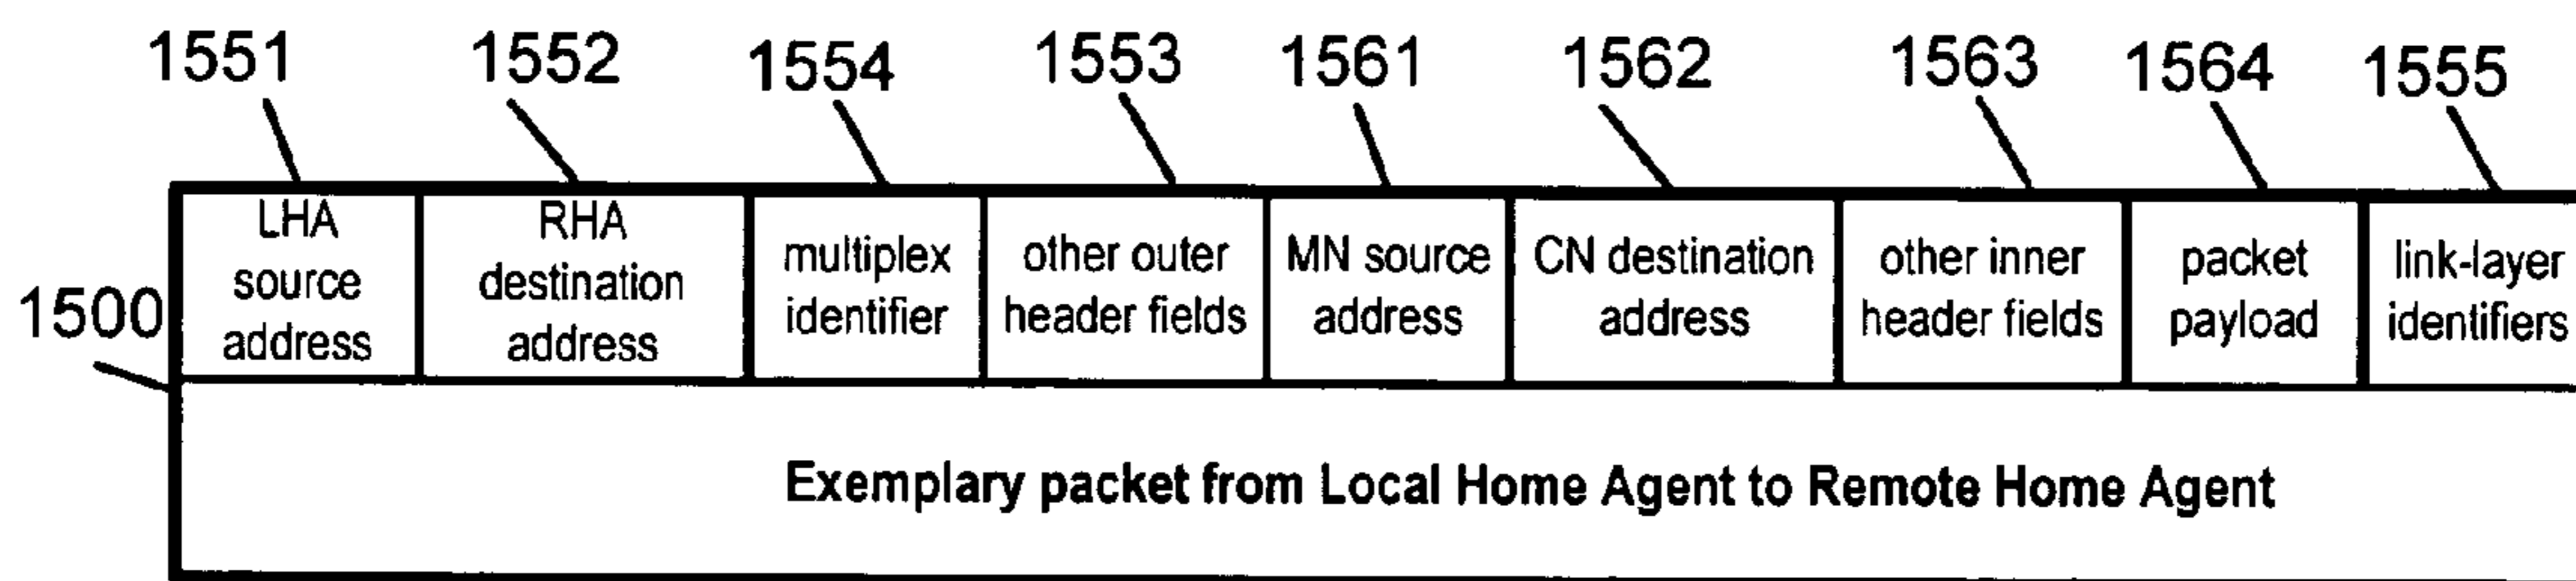 1551 1552 1554 1553 1561 1562 1563 1564 1555
LHA RHA
source destination multiplex other outer MN source CN destination other inner packet link-layer
address address identifier header fields address address header fields payload identifiers
1500
Exemplary packet from Local Home Agent to Remote Home Agent